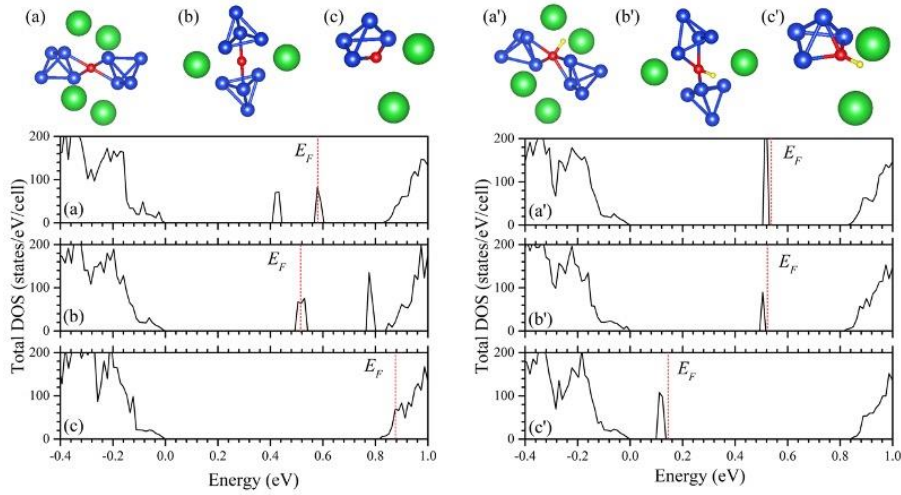 (a) (b) (c) (a') (b') (c')
Total DOS (states/eV/cell)
200
100
0
E_F
(a)
200
100
0
E_F
(b)
200
100
0
E_F
(c)
-0.4 -0.2 0.0 0.2 0.4 0.6 0.8 1.0
Energy (eV)
Total DOS (states/eV/cell)
200
100
0
E_F
(a')
200
100
0
E_F
(b')
200
100
0
E_F
(c')
-0.4 -0.2 0.0 0.2 0.4 0.6 0.8 1.0
Energy (eV)